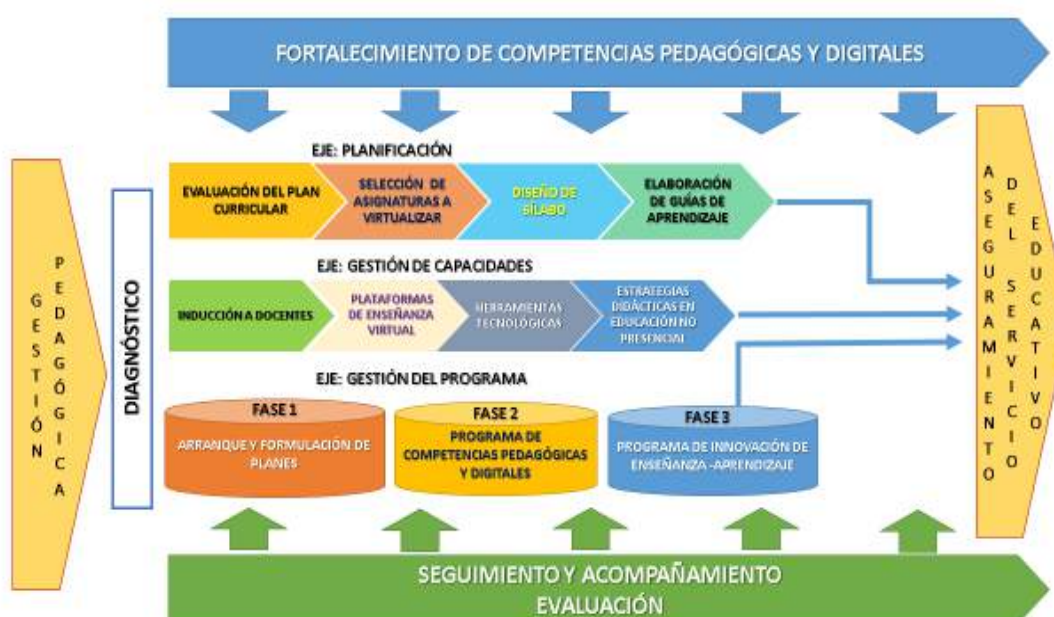 FORTALECIMIENTO DE COMPETENCIAS PEDAGÓGICAS Y DIGITALES
GESTIÓN
PEDAGÓGICA
DIAGNÓSTICO
EJE: PLANIFICACIÓN
EVALUACIÓN DEL PLAN
CURRICULAR
SELECCIÓN DE
ASIGNATURAS A
VIRTUALIZAR
DISEÑO DE
SÍLABO
ELABORACIÓN
DE GUÍAS DE
APRENDIZAJE
EJE: GESTIÓN DE CAPACIDADES
INDUCCIÓN A DOCENTES
PLATAFORMAS
DE ENSEÑANZA
VIRTUAL
HERRAMIENTAS
TECNOLÓGICAS
ESTRATEGIAS
DIDÁCTICAS EN
EDUCACIÓN NO
PRESENCIAL
EJE: GESTIÓN DEL PROGRAMA
FASE 1
ARRANQUE Y FORMULACIÓN DE
PLANES
FASE 2
PROGRAMA DE
COMPETENCIAS PEDAGÓGICAS
Y DIGITALES
FASE 3
PROGRAMA DE INNOVACIÓN DE
ENSEÑANZA -APRENDIZAJE
ASEGURAMIENTO
DEL SERVICIO
EDUCATIVO
SEGUIMIENTO Y ACOMPAÑAMIENTO
EVALUACIÓN